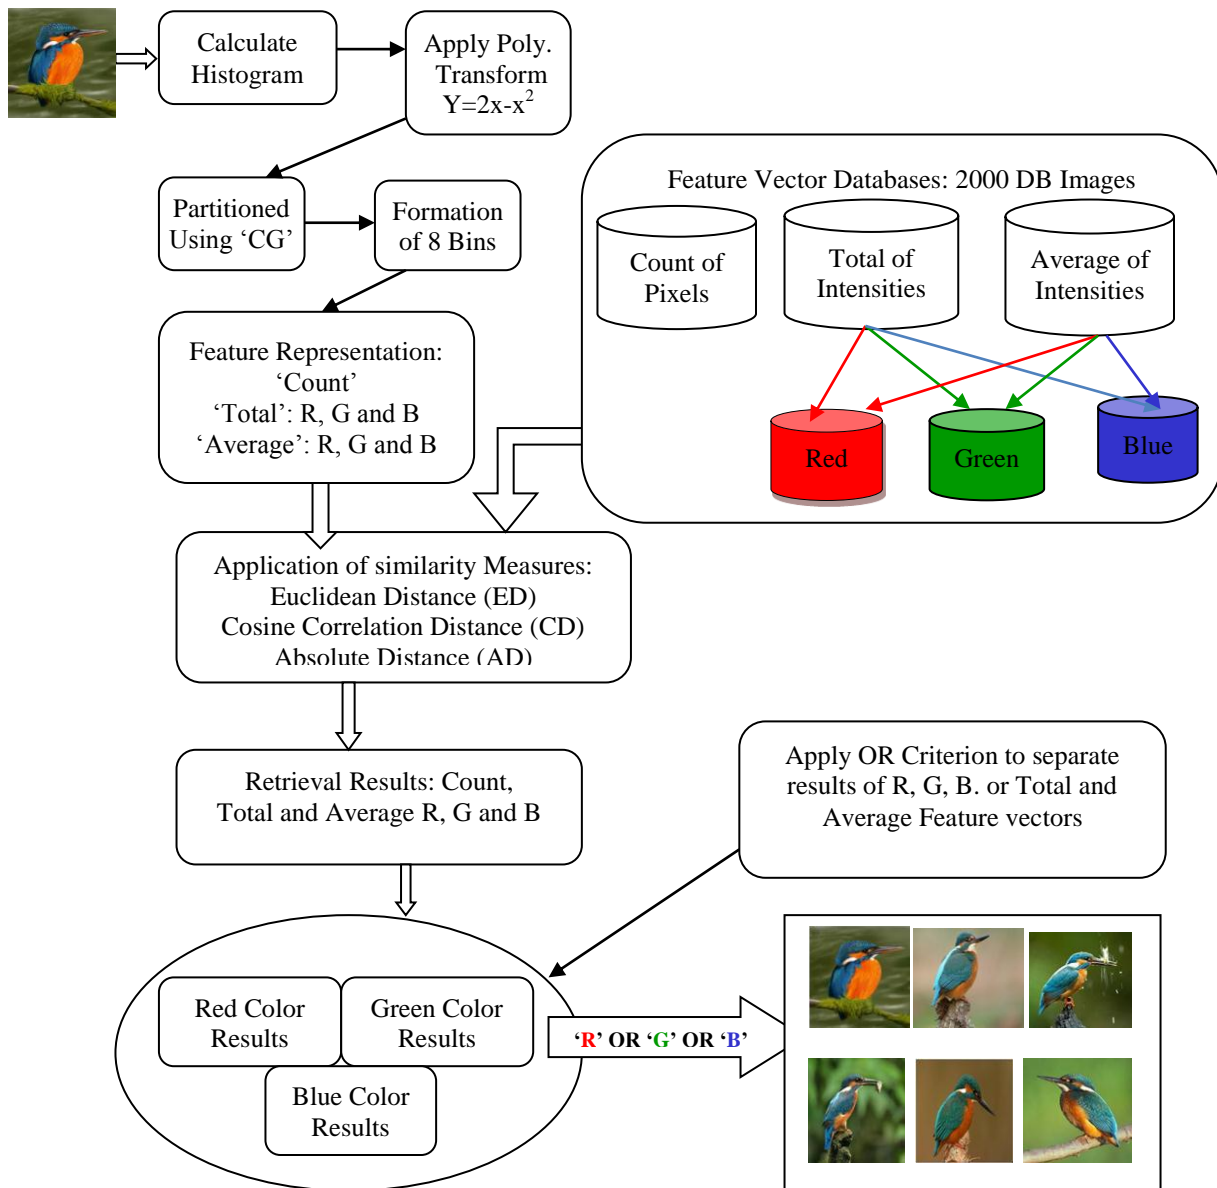 Calculate
Histogram
Apply Poly.
Transform
Y=2x-x²
Partitioned
Using ‘CG’
Formation
of 8 Bins
Feature Vector Databases: 2000 DB Images
Count of
Pixels
Total of
Intensities
Average of
Intensities
Red
Green
Blue
Feature Representation:
‘Count’
‘Total’: R, G and B
‘Average’: R, G and B
Application of similarity Measures:
Euclidean Distance (ED)
Cosine Correlation Distance (CD)
Absolute Distance (AD)
Retrieval Results: Count,
Total and Average R, G and B
Apply OR Criterion to separate
results of R, G, B. or Total and
Average Feature vectors
Red Color
Results
Green Color
Results
Blue Color
Results
‘R’ OR ‘G’ OR ‘B’